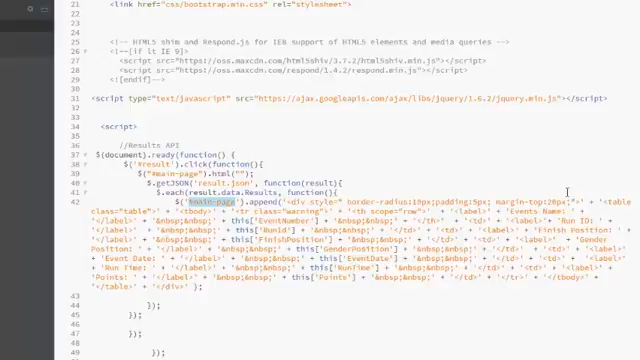 21 <link href="css/bootstrap.min.css" rel="stylesheet">
22
23
24
25 <!-- HTML5 shim and Respond.js for IE8 support of HTML5 elements and media queries -->
26 <!--[if lt IE 9]>
27 <script src="https://oss.maxcdn.com/html5shiv/3.7.2/html5shiv.min.js"></script>
28 <script src="https://oss.maxcdn.com/respond/1.4.2/respond.min.js"></script>
29 <![endif]-->
30
31 <script type="text/javascript" src="https://ajax.googleapis.com/ajax/libs/jquery/1.6.2/jquery.min.js"></script>
32
33
34 <script>
35
36 //Results API
37 $(document).ready(function() {
38 $('#result').click(function(){
39 $("#main-page").html("");
40 $.getJSON('result.json', function(result){
41 $.each(result.data.Results, function(){
42 $('#main-page').append('<div style=" border-radius:10px;padding:5px; margin-top:20px;">' + '<table
class="table">' + '<tbody>' + '<tr class="warning">' + '<th scope="row">' + '<label>' + 'Events Name: ' +
'</label>' + '&nbsp;&nbsp;' + this['EventNumber'] + '&nbsp;&nbsp;' + '</th>' + '<td>' + '<label>' + 'Run ID: ' +
'</label>' + '&nbsp;&nbsp;' + this['RunId'] + '&nbsp;&nbsp;' + '</td>' + '<td>' + '<label>' + 'Finish Position: ' +
'</label>' + '&nbsp;&nbsp;' + this['FinishPosition'] + '&nbsp;&nbsp;' + '</td>' + '<td>' + '<label>' + 'Gender
Position: ' + '</label>' + '&nbsp;&nbsp;' + this['GenderPosition'] + '&nbsp;&nbsp;' + '</td>' + '<td>' + '<label>'
+ 'Event Date: ' + '</label>' + '&nbsp;&nbsp;' + this['EventDate'] + '&nbsp;&nbsp;' + '</td>' + '<td>' + '<label>'
+ 'Run Time: ' + '</label>' + '&nbsp;&nbsp;' + this['RunTime'] + '&nbsp;&nbsp;' + '</td>' + '<td>' + '<label>' +
'Points: ' + '</label>' + '&nbsp;&nbsp;' + this['Points'] + '&nbsp;&nbsp;' + '</td>' + '</tr>' + '</tbody>' +
'</table>' + '</div>' );
43
44 });
45 });
46
47 });
48
49 });